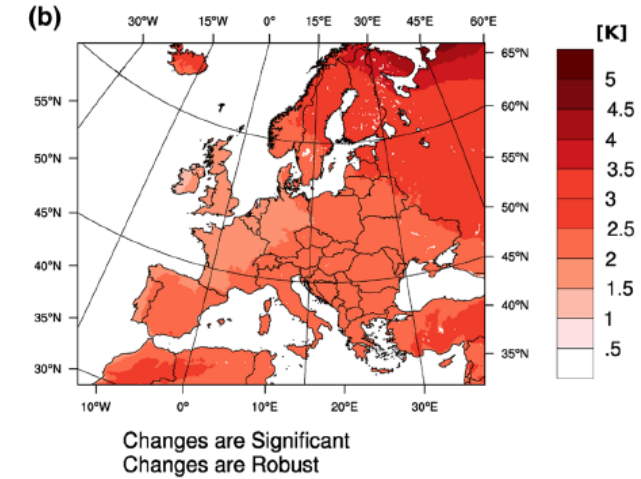 (b)
30°W 15°W 0° 15°E 30°E 45°E 60°E
[K]
65°N
60°N
55°N
50°N
45°N
40°N
35°N
55°N
50°N
45°N
40°N
35°N
30°N
10°W 0° 10°E 20°E 30°E
5
4.5
4
3.5
3
2.5
2
1.5
1
.5
Changes are Significant
Changes are Robust